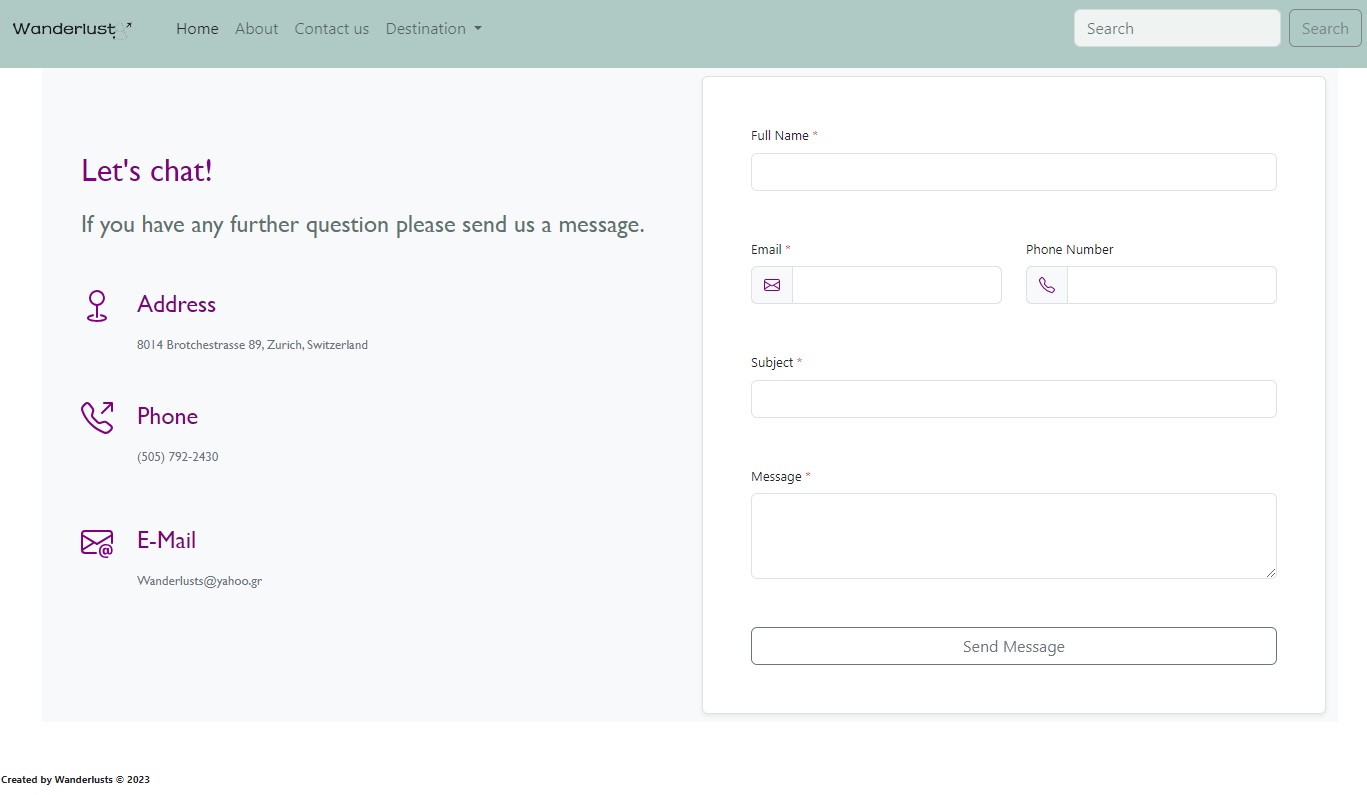 Wanderlust Home About Contact us Destination Search Search
Let's chat!
If you have any further question please send us a message.
Address
8014 Brotchestrasse 89, Zurich, Switzerland
Phone
(505) 792-2430
E-Mail
Wanderlusts@yahoo.gr
Full Name *
Email * Phone Number
Subject *
Message *
Send Message
Created by Wanderlusts © 2023